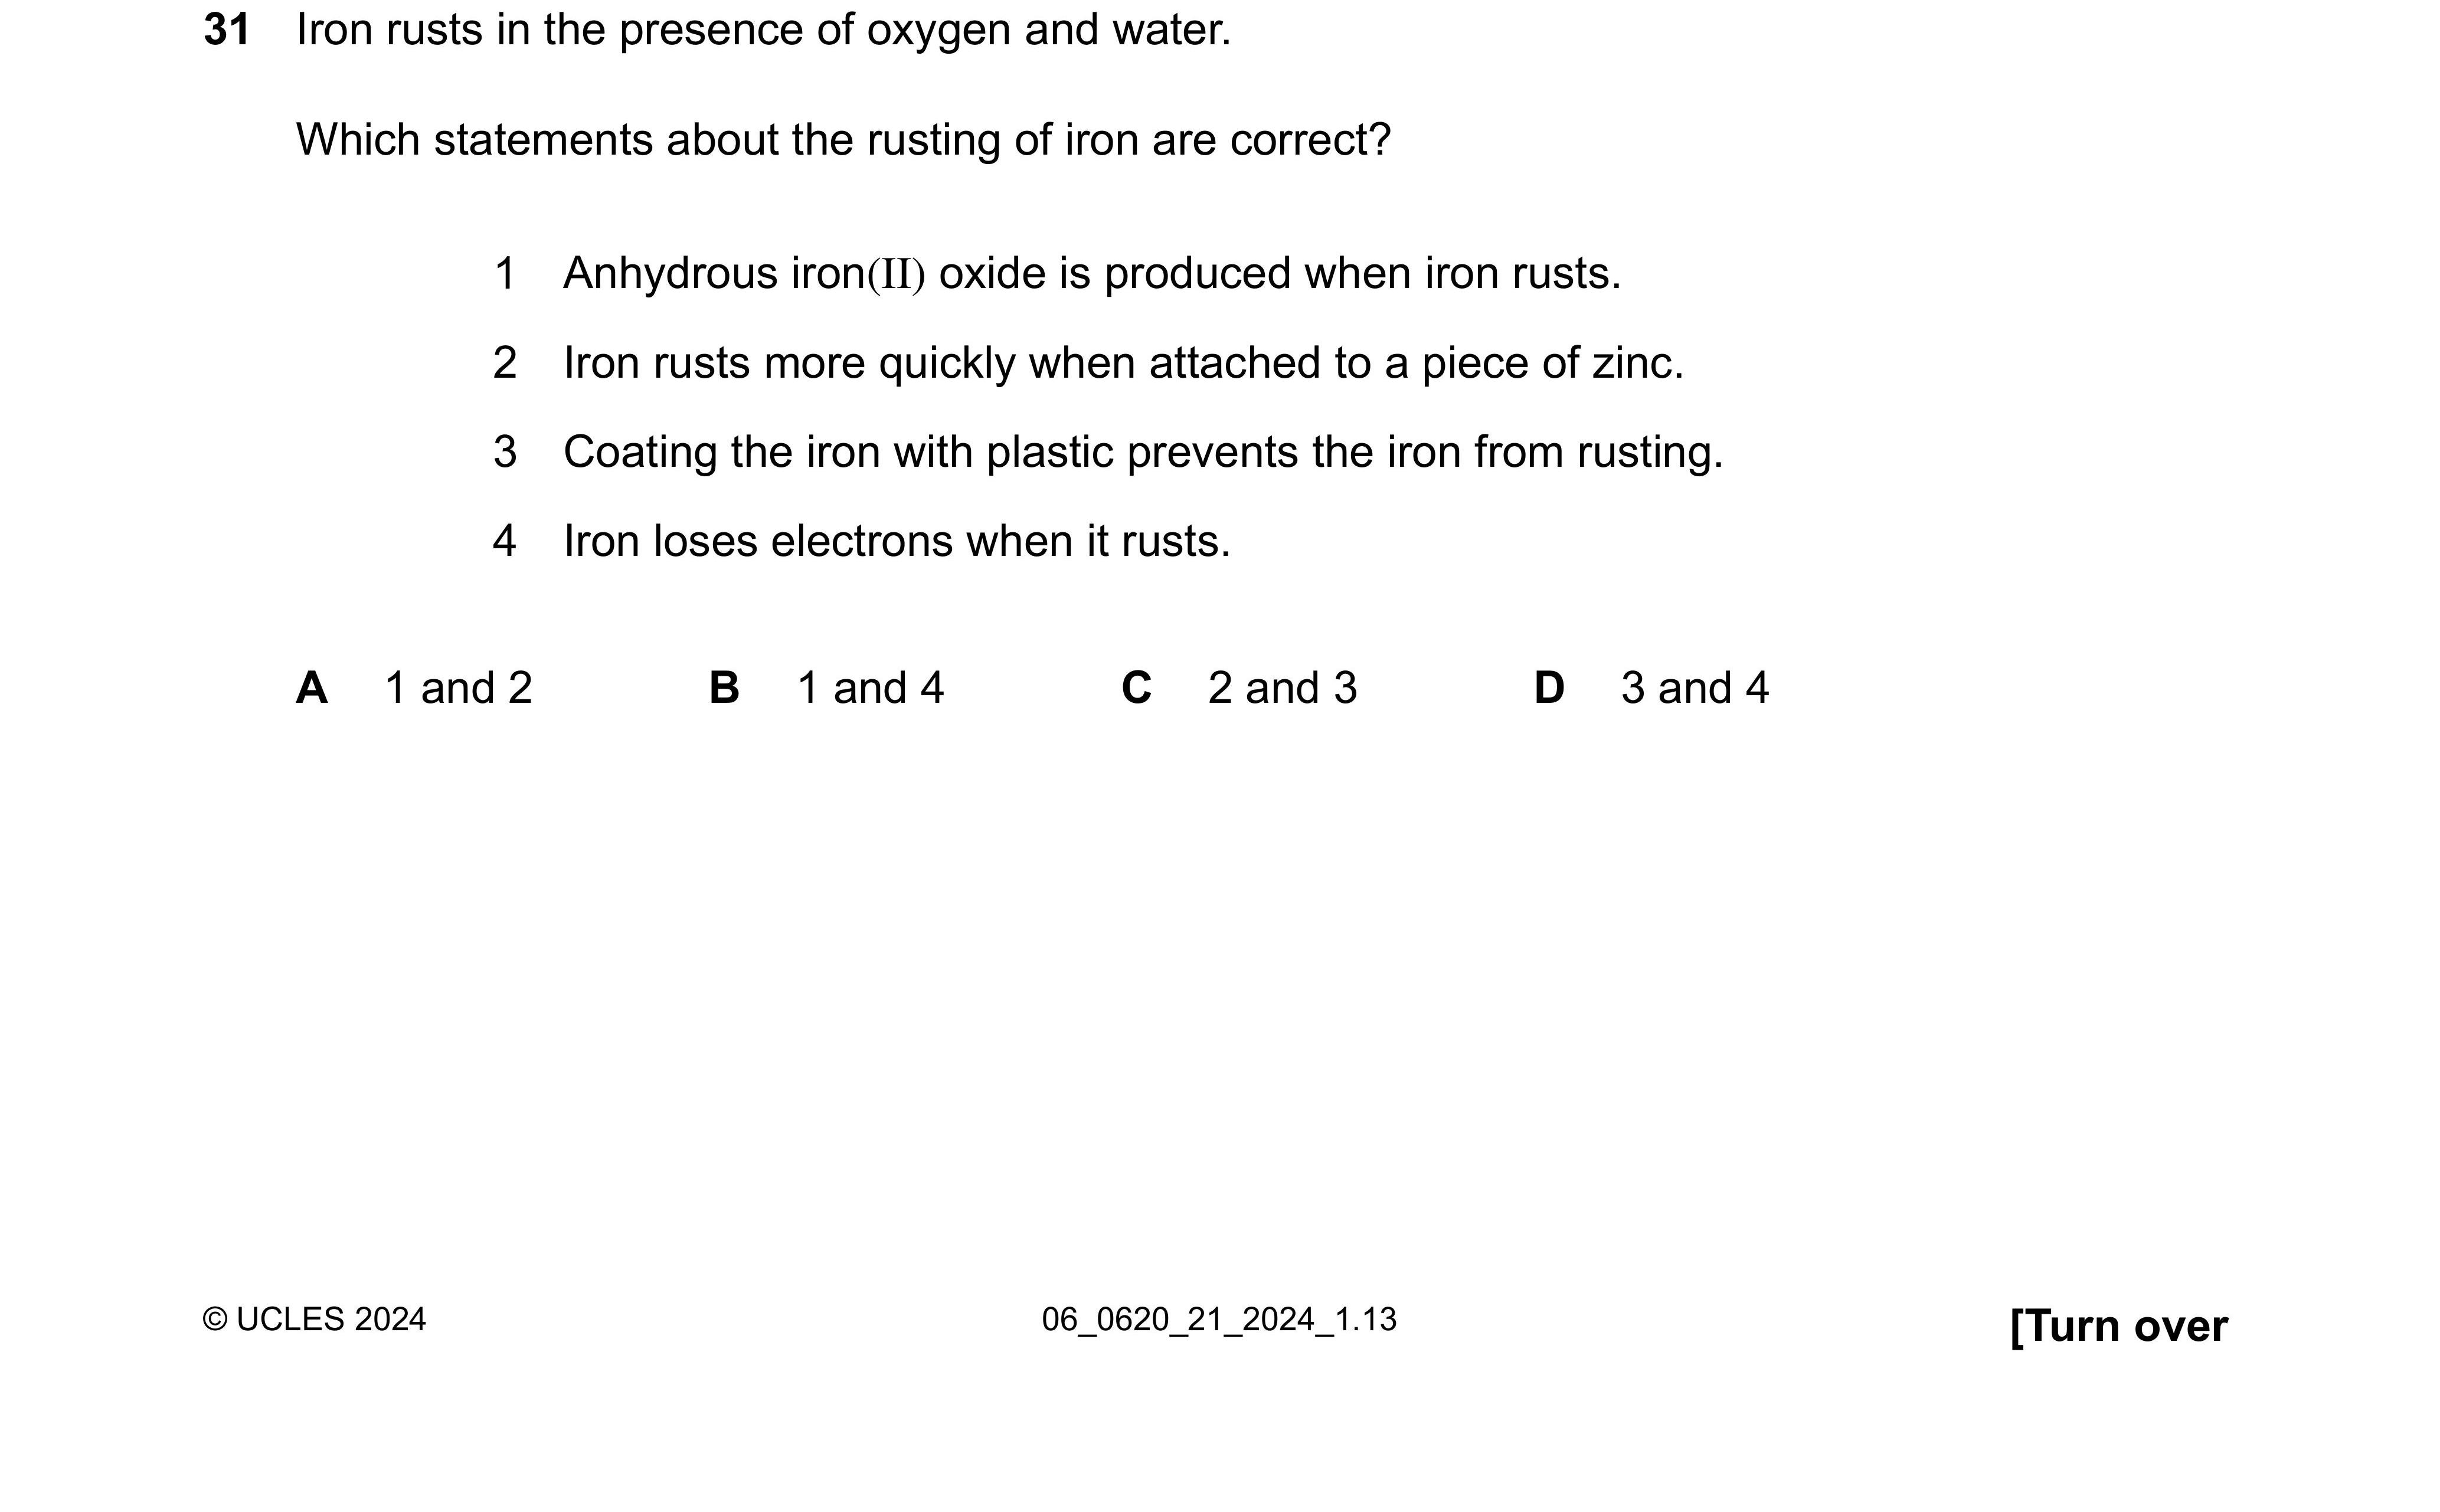 31 Iron rusts in the presence of oxygen and water.
Which statements about the rusting of iron are correct?
1 Anhydrous iron(II) oxide is produced when iron rusts.
2 Iron rusts more quickly when attached to a piece of zinc.
3 Coating the iron with plastic prevents the iron from rusting.
4 Iron loses electrons when it rusts.
A 1 and 2 B 1 and 4 C 2 and 3 D 3 and 4
© UCLES 2024 06_0620_21_2024_1.13 [Turn over